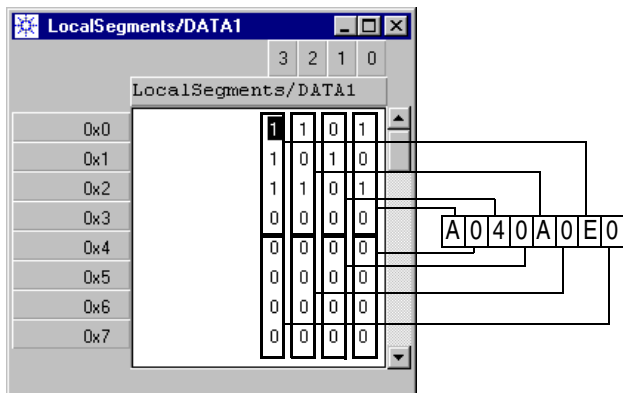 LocalSegments/DATA1
3 2 1 0
LocalSegments/DATA1
0x0 1 1 0 1
0x1 1 0 1 0
0x2 1 1 0 1
0x3 0 0 0 0
A 0 4 0 A 0 E 0
0x4 0 0 0 0
0x5 0 0 0 0
0x6 0 0 0 0
0x7 0 0 0 0